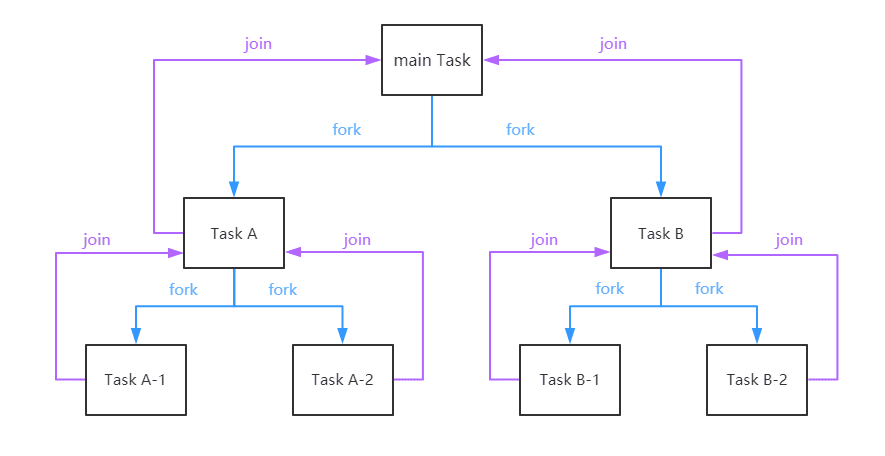 join
join
main Task
fork
fork
Task A
Task B
join
join
join
join
fork
fork
fork
fork
Task A-1
Task A-2
Task B-1
Task B-2